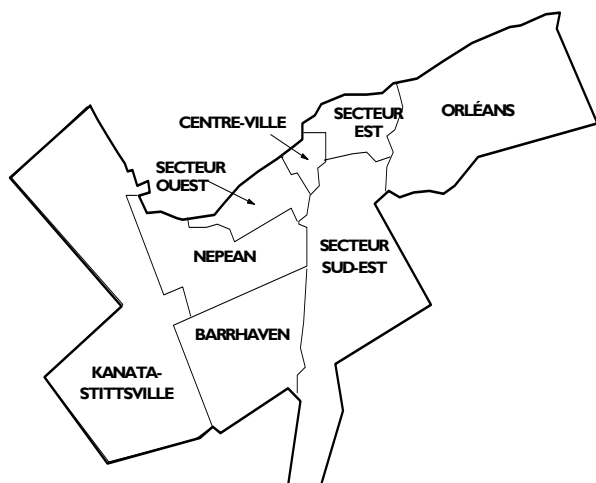 CENTRE-VILLE
SECTEUR
EST
ORLÉANS
SECTEUR
OUEST
NEPEAN
SECTEUR
SUD-EST
BARRHAVEN
KANATA-
STITTSVILLE